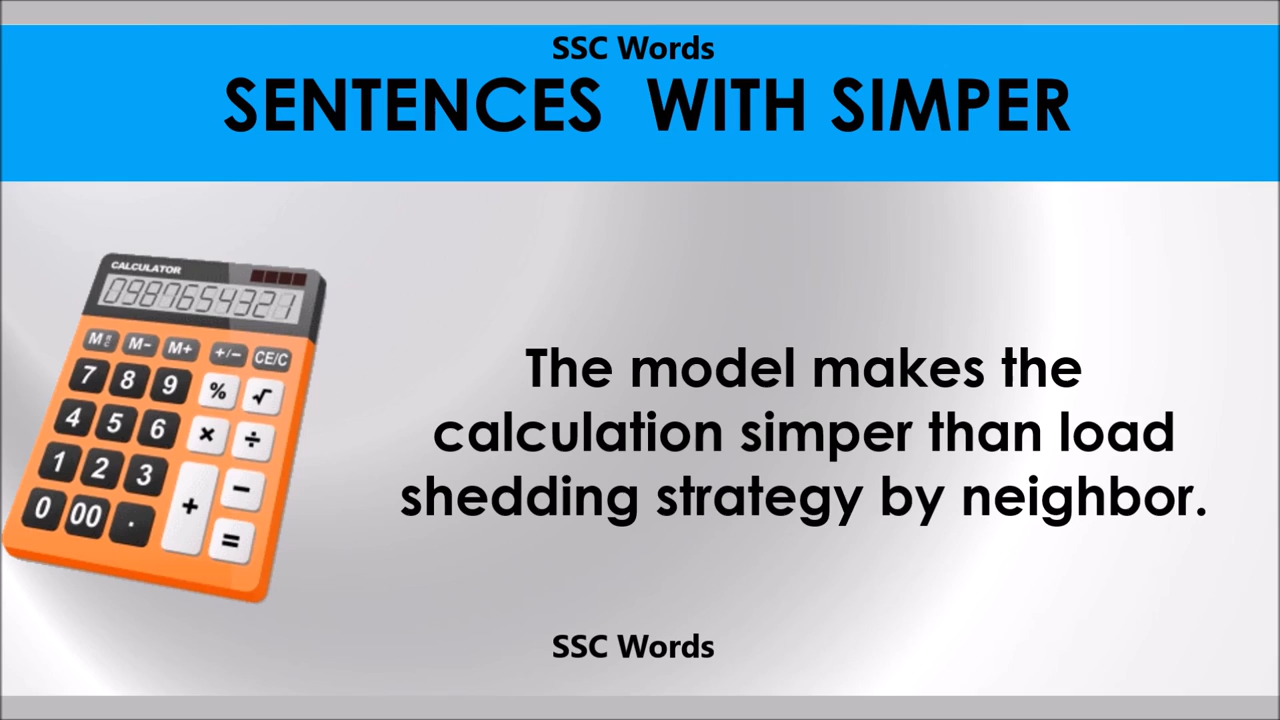 SSC Words
SENTENCES WITH SIMPER
CALCULATOR
0987654321
M- M+ +/- CE/C
7 8 9 % √
4 5 6 × ÷
1 2 3 + −
0 00 . =
The model makes the
calculation simper than load
shedding strategy by neighbor.
SSC Words